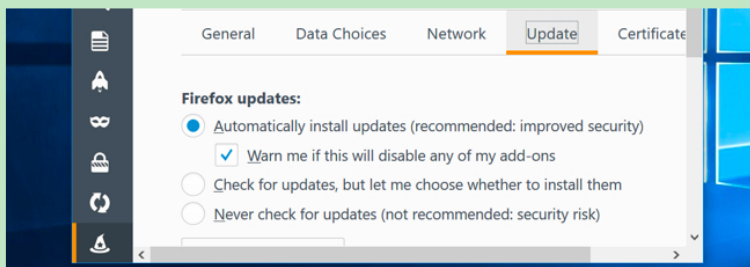 General Data Choices Network Update Certificate
Firefox updates:
Automatically install updates (recommended: improved security)
Warn me if this will disable any of my add-ons
Check for updates, but let me choose whether to install them
Never check for updates (not recommended: security risk)